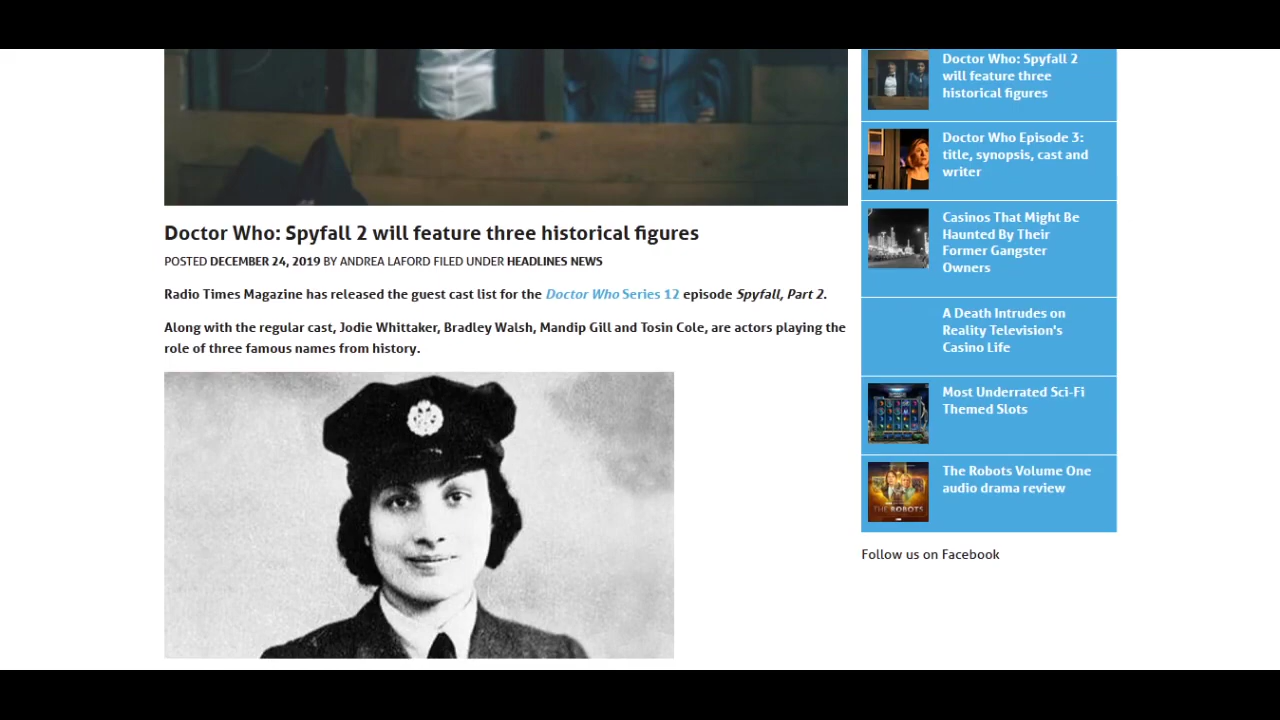 Doctor Who: Spyfall 2 will feature three historical figures
POSTED DECEMBER 24, 2019 BY ANDREA LAFORD FILED UNDER HEADLINES NEWS
Radio Times Magazine has released the guest cast list for the Doctor Who Series 12 episode Spyfall, Part 2.
Along with the regular cast, Jodie Whittaker, Bradley Walsh, Mandip Gill and Tosin Cole, are actors playing the
role of three famous names from history.
Doctor Who: Spyfall 2
will feature three
historical figures
Doctor Who Episode 3:
title, synopsis, cast and
writer
Casinos That Might Be
Haunted By Their
Former Gangster
Owners
A Death Intrudes on
Reality Television's
Casino Life
Most Underrated Sci-Fi
Themed Slots
The Robots Volume One
audio drama review
THE ROBOTS
Follow us on Facebook